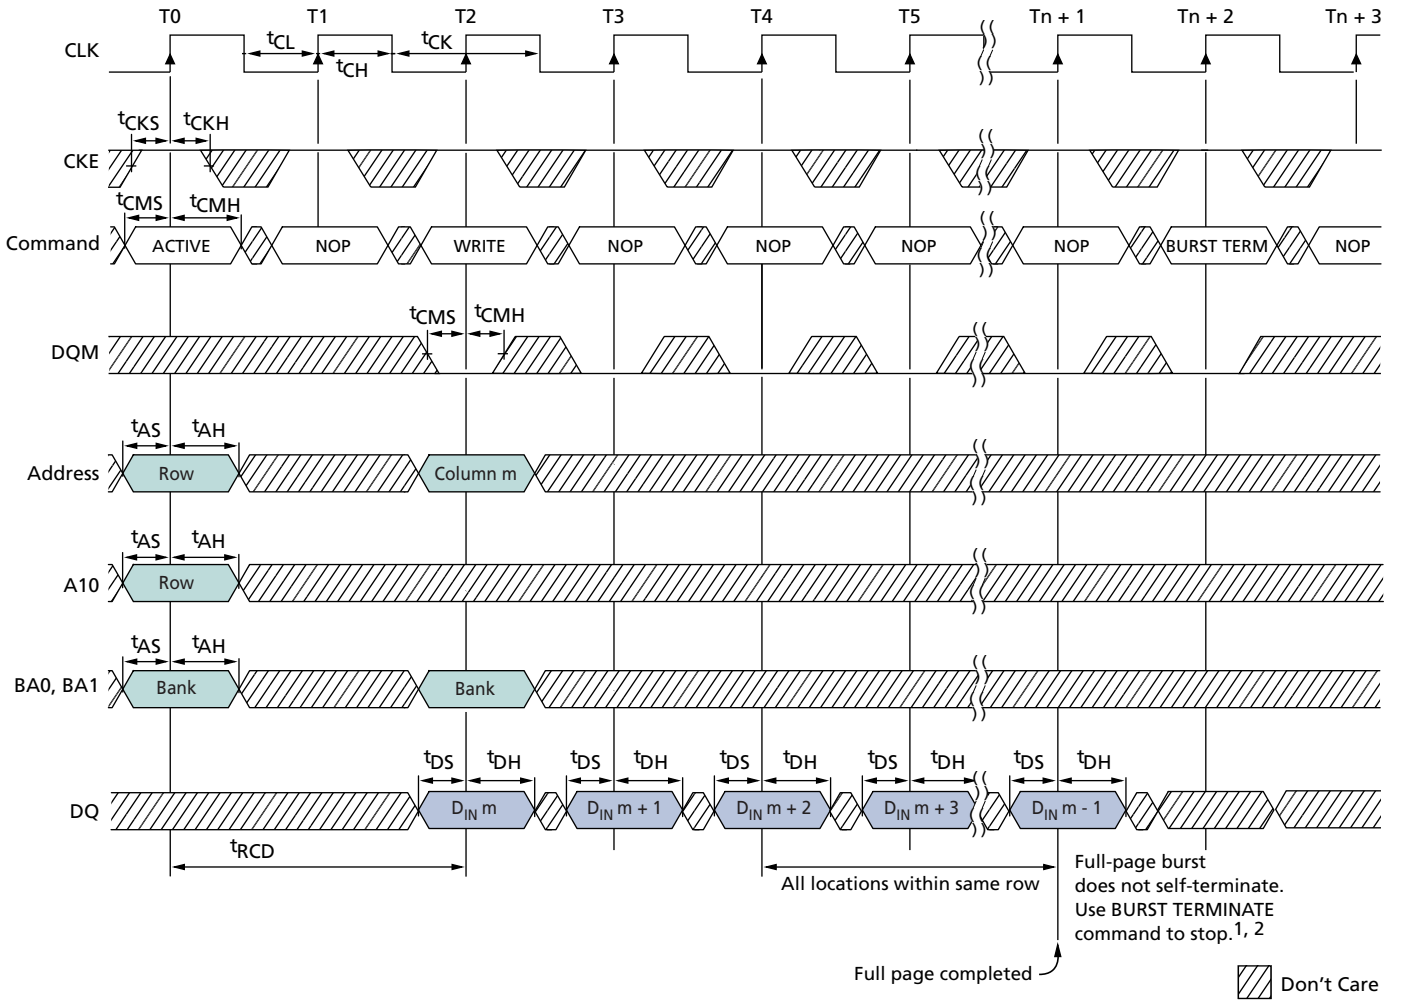 T0 T1 T2 T3 T4 T5 Tn + 1 Tn + 2 Tn + 3
CLK
tCL tCK
tCH
tCKS tCKH
CKE
tCMS tCMH
Command ACTIVE NOP WRITE NOP NOP NOP NOP BURST TERM NOP
tCMS tCMH
DQM
tAS tAH
Address Row Column m
tAS tAH
A10 Row
tAS tAH
BA0, BA1 Bank Bank
tDS tDH tDS tDH tDS tDH tDS tDH tDS tDH
DQ DIN m DIN m + 1 DIN m + 2 DIN m + 3 DIN m - 1
tRCD
All locations within same row
Full-page burst
does not self-terminate.
Use BURST TERMINATE
command to stop.1, 2
Full page completed
Don't Care